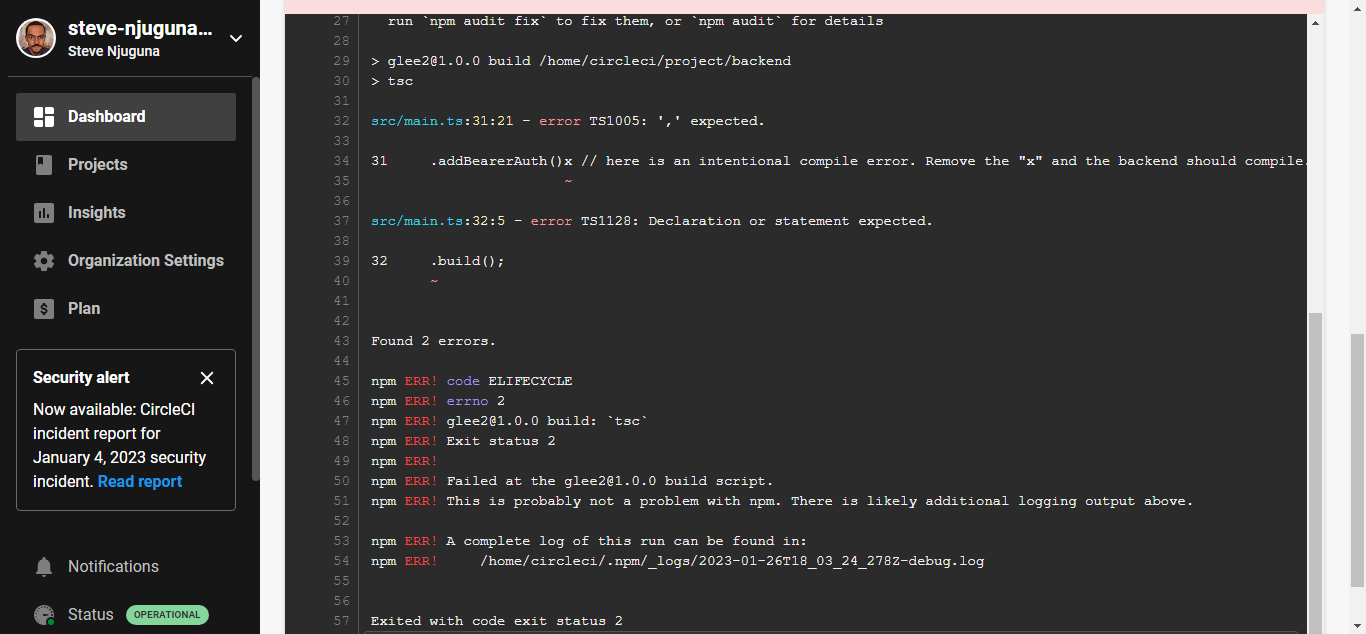 steve-njuguna...
Steve Njuguna
Dashboard
Projects
Insights
Organization Settings
Plan
Security alert
Now available: CircleCI
incident report for
January 4, 2023 security
incident. Read report
Notifications
Status OPERATIONAL
27 run `npm audit fix` to fix them, or `npm audit` for details
28
29 > glee2@1.0.0 build /home/circleci/project/backend
30 > tsc
31
32 src/main.ts:31:21 - error TS1005: ',' expected.
33
34 31 .addBearerAuth()x // here is an intentional compile error. Remove the "x" and the backend should compile.
35 ~
36
37 src/main.ts:32:5 - error TS1128: Declaration or statement expected.
38
39 32 .build();
40 ~
41
42
43 Found 2 errors.
44
45 npm ERR! code ELIFECYCLE
46 npm ERR! errno 2
47 npm ERR! glee2@1.0.0 build: `tsc`
48 npm ERR! Exit status 2
49 npm ERR!
50 npm ERR! Failed at the glee2@1.0.0 build script.
51 npm ERR! This is probably not a problem with npm. There is likely additional logging output above.
52
53 npm ERR! A complete log of this run can be found in:
54 npm ERR! /home/circleci/.npm/_logs/2023-01-26T18_03_24_278Z-debug.log
55
56
57 Exited with code exit status 2